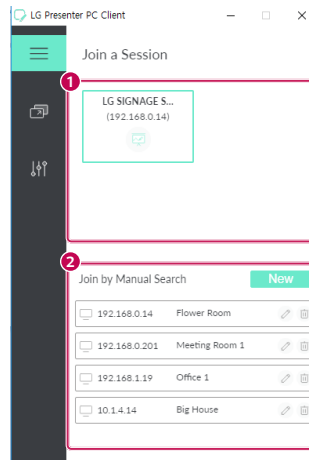 LG Presenter PC Client
Join a Session
1
LG SIGNAGE S...
(192.168.0.14)
2
Join by Manual Search New
192.168.0.14 Flower Room
192.168.0.201 Meeting Room 1
192.168.1.19 Office 1
10.1.4.14 Big House